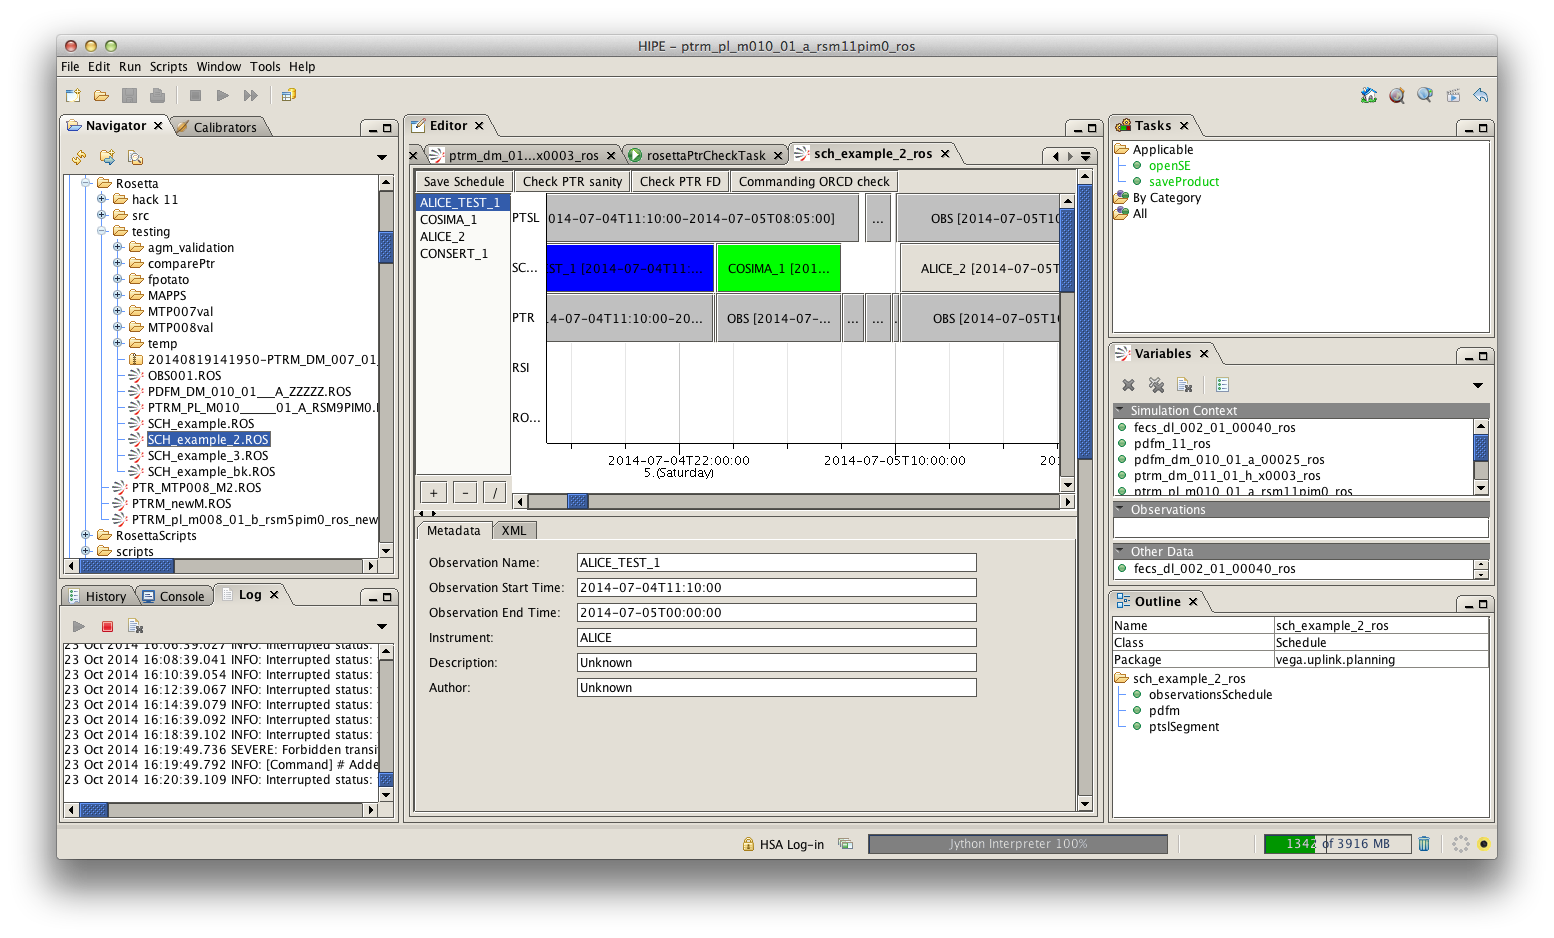 HIPE - ptrm_pl_m010_01_a_rsm11pim0_ros
File Edit Run Scripts Window Tools Help
Navigator
Calibrators
Rosetta
hack 11
src
testing
agm_validation
comparePtr
fpotato
MAPPS
MTP007val
MTP008val
temp
20140819141950-PTRM_DM_007_01_
OBS001.ROS
PDFM_DM_010_01___A_ZZZZZ.ROS
PTRM_PL_M010______01_A_RSM9PIM0.
SCH_example.ROS
SCH_example_2.ROS
SCH_example_3.ROS
SCH_example_bk.ROS
PTR_MTP008_M2.ROS
PTRM_newM.ROS
PTRM_pl_m008_01_b_rsm5pim0_ros_new
RosettaScripts
scripts
History
Console
Log
23 Oct 2014 16:06:39.027 INFO: Interrupted status:
23 Oct 2014 16:08:39.041 INFO: Interrupted status:
23 Oct 2014 16:10:39.054 INFO: Interrupted status:
23 Oct 2014 16:12:39.067 INFO: Interrupted status:
23 Oct 2014 16:14:39.079 INFO: Interrupted status:
23 Oct 2014 16:16:39.092 INFO: Interrupted status:
23 Oct 2014 16:18:39.102 INFO: Interrupted status:
23 Oct 2014 16:19:49.736 SEVERE: Forbidden transi
23 Oct 2014 16:19:49.792 INFO: [Command] # Adde
23 Oct 2014 16:20:39.109 INFO: Interrupted status:
Editor
ptrm_dm_01...x0003_ros
rosettaPtrCheckTask
sch_example_2_ros
Save Schedule
Check PTR sanity
Check PTR FD
Commanding ORCD check
ALICE_TEST_1
COSIMA_1
ALICE_2
CONSERT_1
+ - /
PTSL
014-07-04T11:10:00-2014-07-05T08:05:00]
...
OBS [2014-07-05T10
SC...
ST_1 [2014-07-04T11:...
COSIMA_1 [201...
ALICE_2 [2014-07-05T
PTR
4-07-04T11:10:00-20...
OBS [2014-07-...
...
...
.
OBS [2014-07-05T10
RSI
RO...
2014-07-04T22:00:00
2014-07-05T10:00:00
201
5.(Saturday)
Metadata
XML
Observation Name: ALICE_TEST_1
Observation Start Time: 2014-07-04T11:10:00
Observation End Time: 2014-07-05T00:00:00
Instrument: ALICE
Description: Unknown
Author: Unknown
Tasks
Applicable
openSE
saveProduct
By Category
All
Variables
Simulation Context
fecs_dl_002_01_00040_ros
pdfm_11_ros
pdfm_dm_010_01_a_00025_ros
ptrm_dm_011_01_h_x0003_ros
ptrm_pl_m010_01_a_rsm11pim0_ros
Observations
Other Data
fecs_dl_002_01_00040_ros
Outline
Name sch_example_2_ros
Class Schedule
Package vega.uplink.planning
sch_example_2_ros
observationsSchedule
pdfm
ptslSegment
HSA Log-in
Jython Interpreter 100%
1342 of 3916 MB